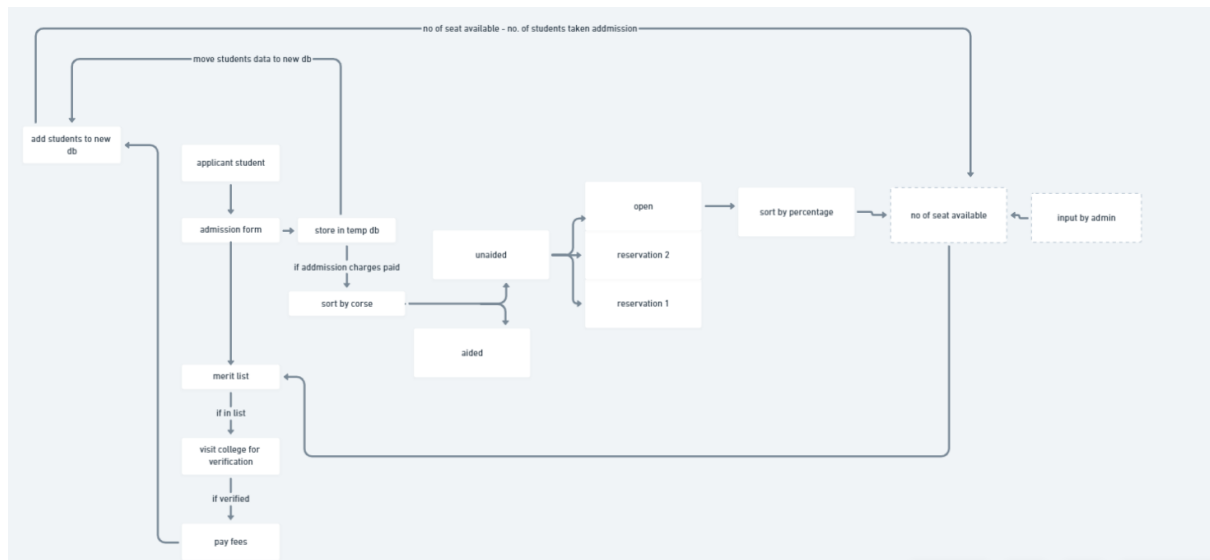 no of seat available - no. of students taken addmission
move students data to new db
add students to new
db
applicant student
admission form
store in temp db
if addmission charges paid
sort by corse
unaided
aided
open
reservation 2
reservation 1
sort by percentage
no of seat available
input by admin
merit list
if in list
visit college for
verification
if verified
pay fees